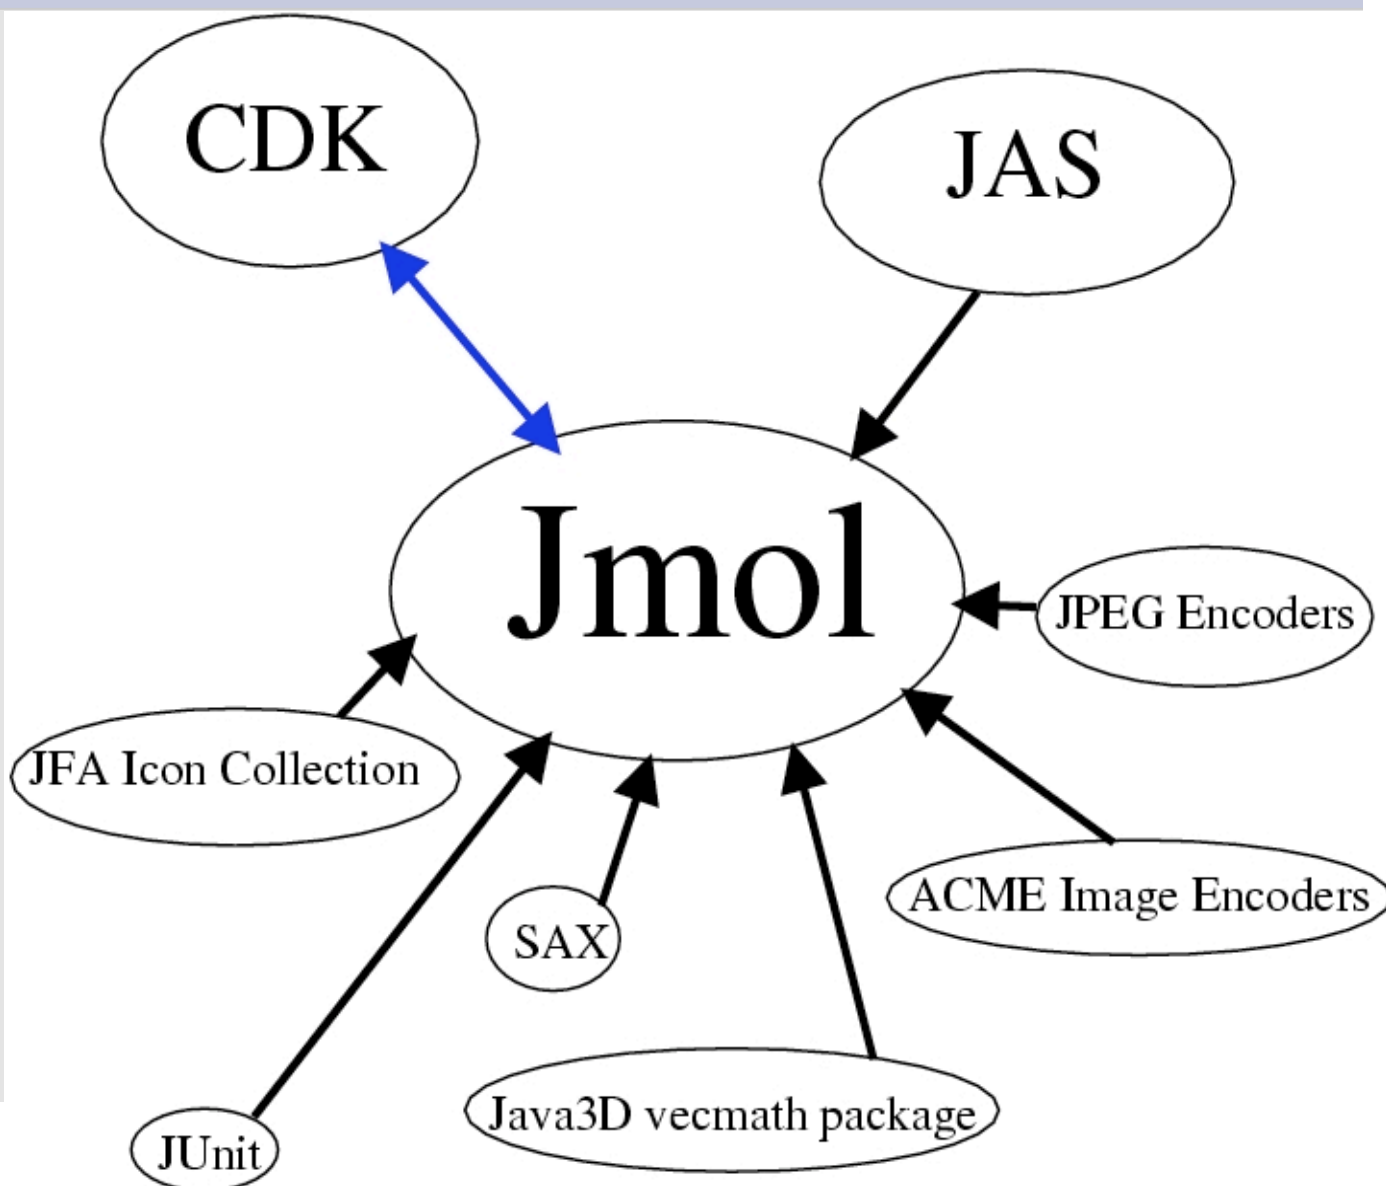 CDK
JAS
Jmol
JPEG Encoders
JFA Icon Collection
ACME Image Encoders
SAX
Java3D vecmath package
JUnit